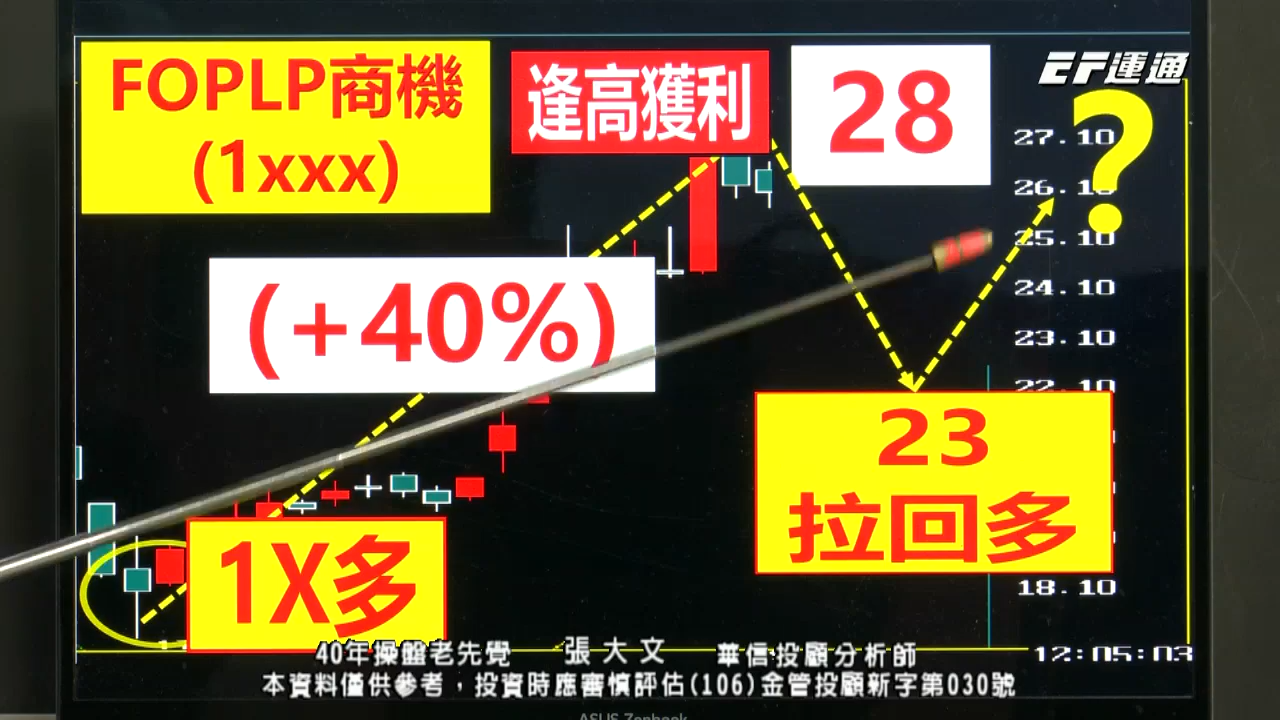 FOPLP商機
(1xxx)
逢高獲利
28
EF運通
?
27.10
26.10
25.10
24.10
23.10
22.10
(+40%)
23
拉回多
1X多
18.10
12:05:03
40年操盤老先覺 張大文 華信投顧分析師
本資料僅供參考，投資時應審慎評估(106)金管投顧新字第030號
ASUS Zenbook